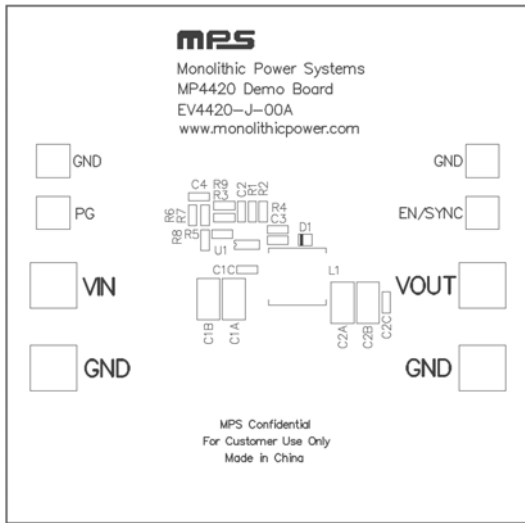 mps
Monolithic Power Systems
MP4420 Demo Board
EV4420-J-00A
www.monolithicpower.com
GND
GND
PG
EN/SYNC
C4
R9
R3
C2
R1
R2
R6
R7
R4
C3
R8
R5
U1
D1
C1C
L1
VIN
VOUT
C1B
C1A
C2A
C2B
C2C
GND
GND
MPS Confidential
For Customer Use Only
Made in China